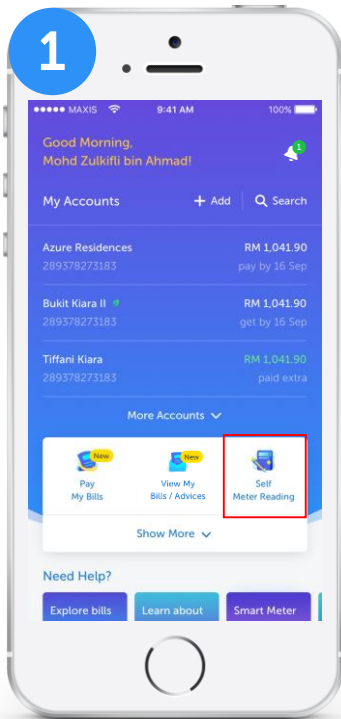 1
MAXIS 9:41 AM 100%
Good Morning,
Mohd Zulkifli bin Ahmad!
1
My Accounts + Add Search
Azure Residences RM 1,041.90
289378273183 pay by 16 Sep
Bukit Kiara II RM 1,041.90
289378273183 get by 16 Sep
Tiffani Kiara RM 1,041.90
289378273183 paid extra
More Accounts
New New
Pay View My Self
My Bills Bills / Advices Meter Reading
Show More
Need Help?
Explore bills Learn about Smart Meter